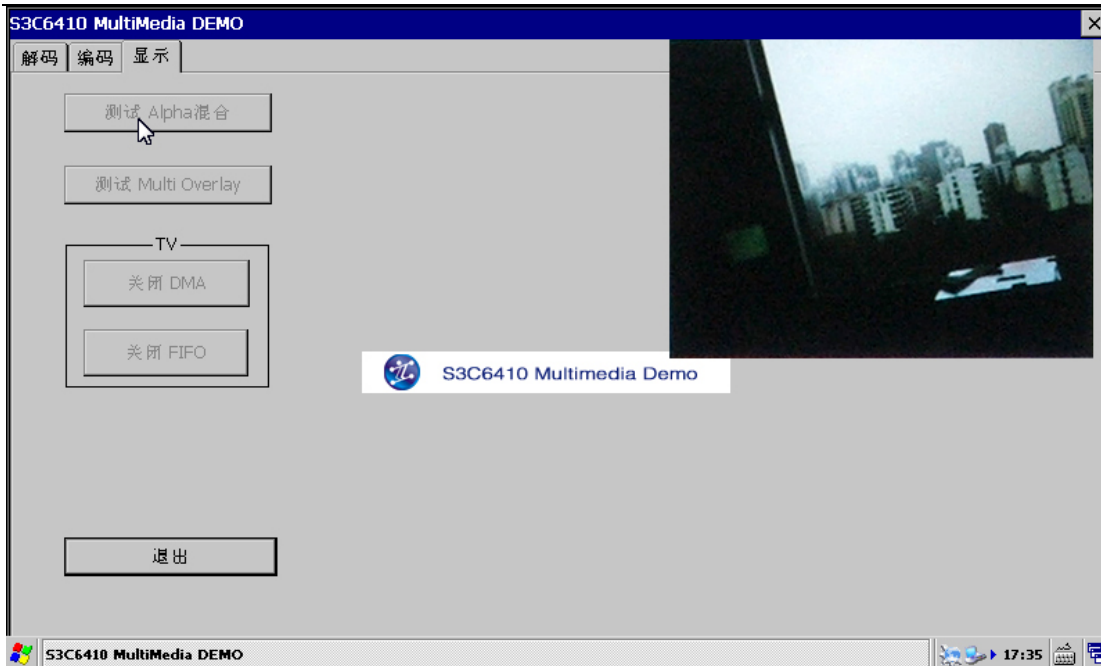 S3C6410 MultiMedia DEMO
解码 编码 显示
测试 Alpha混合
测试 Multi Overlay
TV
关闭 DMA
关闭 FIFO
S3C6410 Multimedia Demo
退出
S3C6410 MultiMedia DEMO 17:35